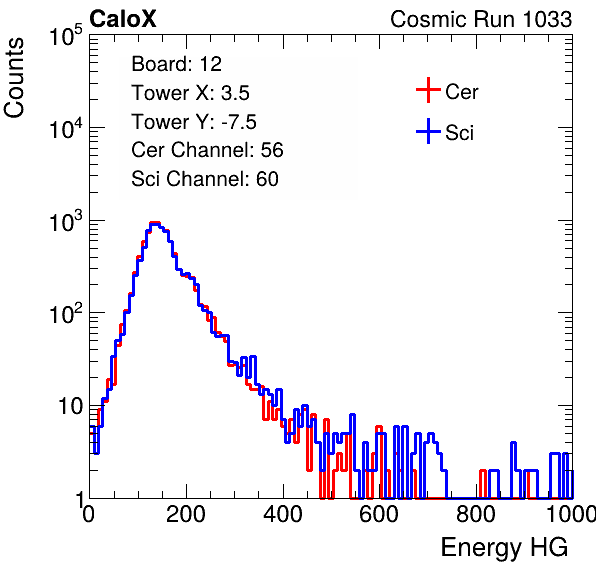 CaloX Cosmic Run 1033
Counts
10^5
10^4
10^3
10^2
10
1
Board: 12
Tower X: 3.5
Tower Y: -7.5
Cer Channel: 56
Sci Channel: 60
Cer
Sci
0 200 400 600 800 1000
Energy HG